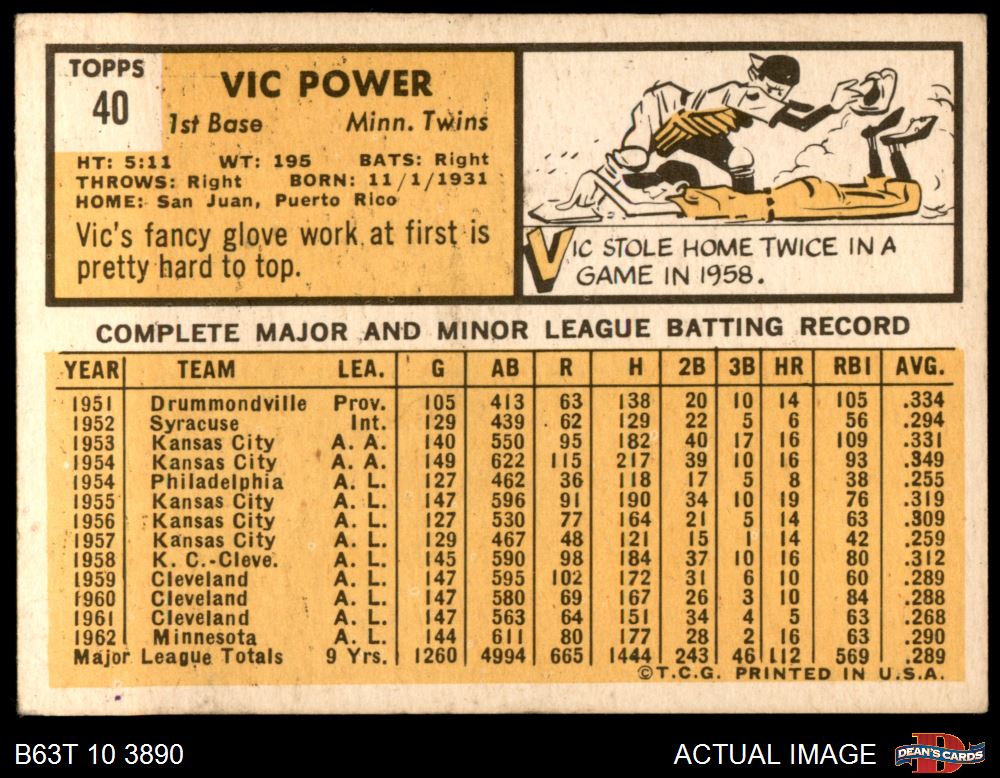 TOPPS
40
VIC POWER
1st Base Minn. Twins
HT: 5:11 WT: 195 BATS: Right
THROWS: Right BORN: 11/1/1931
HOME: San Juan, Puerto Rico
Vic's fancy glove work at first is
pretty hard to top.
VIC STOLE HOME TWICE IN A
GAME IN 1958.
COMPLETE MAJOR AND MINOR LEAGUE BATTING RECORD
YEAR TEAM LEA. G AB R H 2B 3B HR RBI AVG.
1951 Drummondville Prov. 105 413 63 138 20 10 14 105 .334
1952 Syracuse Int. 129 439 62 129 22 5 6 56 .294
1953 Kansas City A. A. 140 550 95 182 40 17 16 109 .331
1954 Kansas City A. A. 149 622 115 217 39 10 16 93 .349
1954 Philadelphia A. L. 127 462 36 118 17 5 8 38 .255
1955 Kansas City A. L. 147 596 91 190 34 10 19 76 .319
1956 Kansas City A. L. 127 530 77 164 21 5 14 63 .309
1957 Kansas City A. L. 129 467 48 121 15 1 14 42 .259
1958 K. C.-Cleve. A. L. 145 590 98 184 37 10 16 80 .312
1959 Cleveland A. L. 147 595 102 172 31 6 10 60 .289
1960 Cleveland A. L. 147 580 69 167 26 3 10 84 .288
1961 Cleveland A. L. 147 563 64 151 34 4 5 63 .268
1962 Minnesota A. L. 144 611 80 177 28 2 16 63 .290
Major League Totals 9 Yrs. 1260 4994 665 1444 243 46 112 569 .289
©T.C.G. PRINTED IN U.S.A.
B63T 10 3890 ACTUAL IMAGE
DEAN'S CARDS